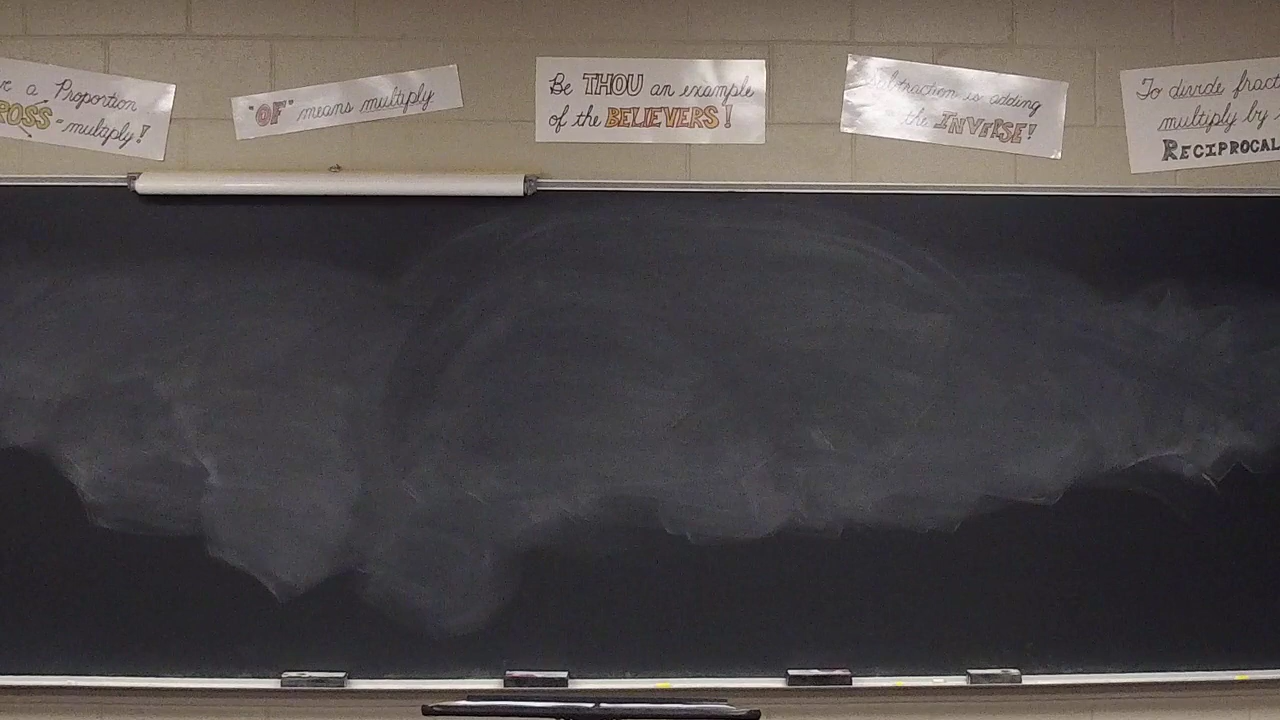 a Proportion
ROSS-multiply!
"OF" means multiply
Be THOU an example
of the BELIEVERS!
Subtraction is adding
the INVERSE!
To divide fract
multiply by
RECIPROCAL